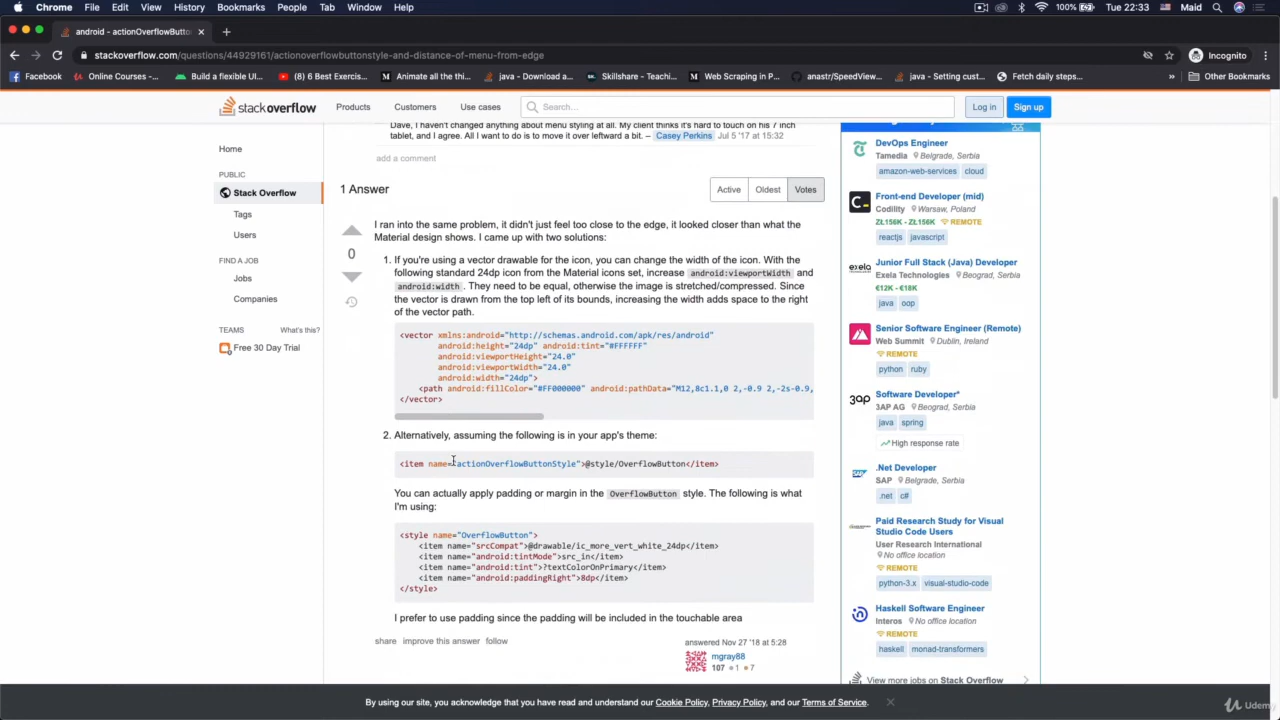 Chrome File Edit View History Bookmarks People Tab Window Help 100% Tue 22:33 Maid
android - actionOverflowButto
stackoverflow.com/questions/44929161/actionoverflowbuttonstyle-and-distance-of-menu-from-edge Incognito
Facebook Online Courses -... Build a flexible UI... (8) 6 Best Exercis... Animate all the thi... java - Download a... Skillshare - Teachi... Web Scraping in P... anastr/SpeedView... java - Setting cust... Fetch daily steps... » Other Bookmarks
stackoverflow Products Customers Use cases Search... Log in Sign up
Dave, I haven't changed anything about menu styling at all. My client thinks it's hard to touch on his 7 inch
tablet, and I agree. All I want to do is to move it over leftward a bit. – Casey Perkins Jul 5 '17 at 15:32
add a comment
Home
PUBLIC
Stack Overflow
Tags
Users
FIND A JOB
Jobs
Companies
TEAMS What's this?
Free 30 Day Trial
1 Answer
Active Oldest Votes
0
I ran into the same problem, it didn't just feel too close to the edge, it looked closer than what the
Material design shows. I came up with two solutions:
1. If you're using a vector drawable for the icon, you can change the width of the icon. With the
following standard 24dp icon from the Material icons set, increase android:viewportWidth and
android:width. They need to be equal, otherwise the image is stretched/compressed. Since
the vector is drawn from the top left of its bounds, increasing the width adds space to the right
of the vector path.
<vector xmlns:android="http://schemas.android.com/apk/res/android"
android:height="24dp" android:tint="#FFFFFF"
android:viewportHeight="24.0"
android:viewportWidth="24.0"
android:width="24dp">
<path android:fillColor="#FF000000" android:pathData="M12,8c1.1,0 2,-0.9 2,-2s-0.9,
</vector>
2. Alternatively, assuming the following is in your app's theme:
<item name="actionOverflowButtonStyle">@style/OverflowButton</item>
You can actually apply padding or margin in the OverflowButton style. The following is what
I'm using:
<style name="OverflowButton">
<item name="srcCompat">@drawable/ic_more_vert_white_24dp</item>
<item name="android:tintMode">src_in</item>
<item name="android:tint">?textColorOnPrimary</item>
<item name="android:paddingRight">8dp</item>
</style>
I prefer to use padding since the padding will be included in the touchable area
share improve this answer follow
answered Nov 27 '18 at 5:28
mgray88
107 1 7
DevOps Engineer
Tamedia Belgrade, Serbia
amazon-web-services cloud
Front-end Developer (mid)
Codility Warsaw, Poland
ZŁ156K - ZŁ156K REMOTE
reactjs javascript
exela
Junior Full Stack (Java) Developer
Exela Technologies Beograd, Serbia
€12K - €18K
java oop
Senior Software Engineer (Remote)
Web Summit Dublin, Ireland
REMOTE
python ruby
3ap
Software Developer*
3AP AG Beograd, Serbia
java spring
High response rate
SAP
.Net Developer
SAP Belgrade, Serbia
.net c#
Paid Research Study for Visual
Studio Code Users
User Research International
No office location
REMOTE
python-3.x visual-studio-code
Haskell Software Engineer
Interos No office location
REMOTE
haskell monad-transformers
View more jobs on Stack Overflow
By using our site, you acknowledge that you have read and understand our Cookie Policy, Privacy Policy, and our Terms of Service.
Udemy